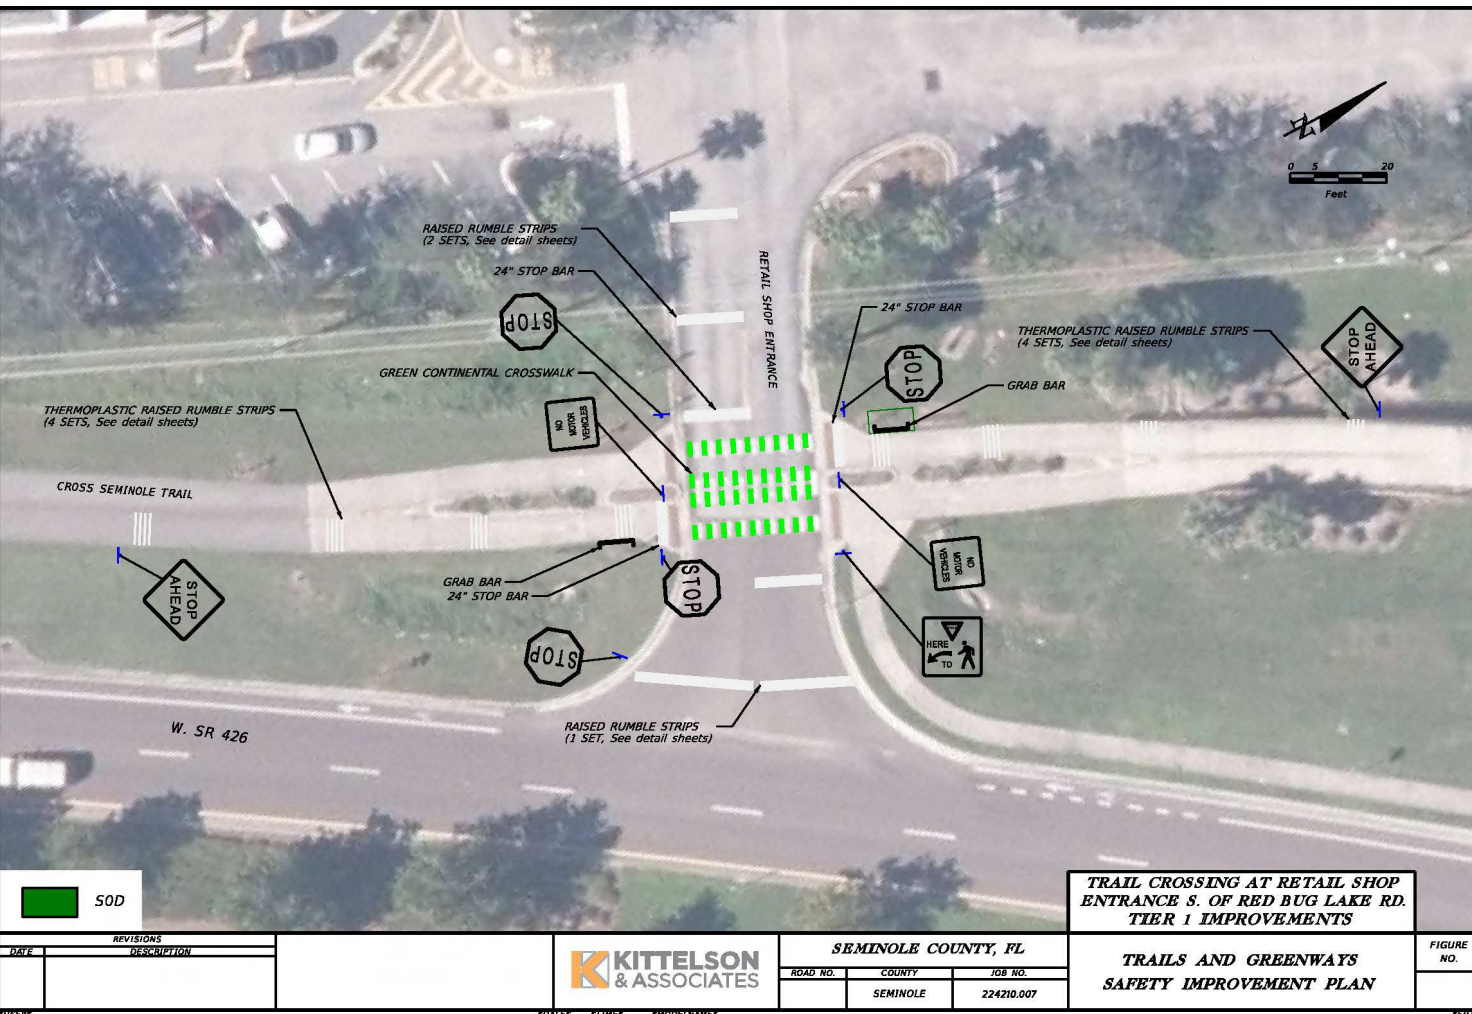 N
0 5 20
Feet
RAISED RUMBLE STRIPS
(2 SETS, See detail sheets)
24" STOP BAR
STOP
GREEN CONTINENTAL CROSSWALK
NO
MOTOR
VEHICLES
THERMOPLASTIC RAISED RUMBLE STRIPS
(4 SETS, See detail sheets)
CROSS SEMINOLE TRAIL
STOP
AHEAD
GRAB BAR
24" STOP BAR
STOP
STOP
RETAIL SHOP ENTRANCE
24" STOP BAR
STOP
GRAB BAR
THERMOPLASTIC RAISED RUMBLE STRIPS
(4 SETS, See detail sheets)
STOP
AHEAD
NO
MOTOR
VEHICLES
HERE
TO
RAISED RUMBLE STRIPS
(1 SET, See detail sheets)
W. SR 426
SOD
TRAIL CROSSING AT RETAIL SHOP
ENTRANCE S. OF RED BUG LAKE RD.
TIER 1 IMPROVEMENTS
REVISIONS
DATE DESCRIPTION
KITTELSON
& ASSOCIATES
SEMINOLE COUNTY, FL
ROAD NO. COUNTY JOB NO.
SEMINOLE 224210.007
TRAILS AND GREENWAYS
SAFETY IMPROVEMENT PLAN
FIGURE
NO.